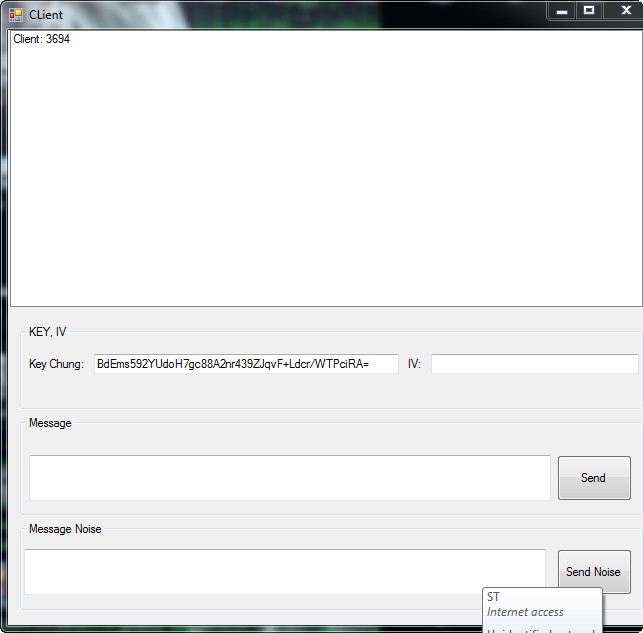 CLient
Client: 3694
KEY, IV
Key Chung: BdEms592YUdoH7gc88A2nr439ZJqvF+Ldcr/WTPciRA= IV:
Message
Send
Message Noise
Send Noise
ST
Internet access